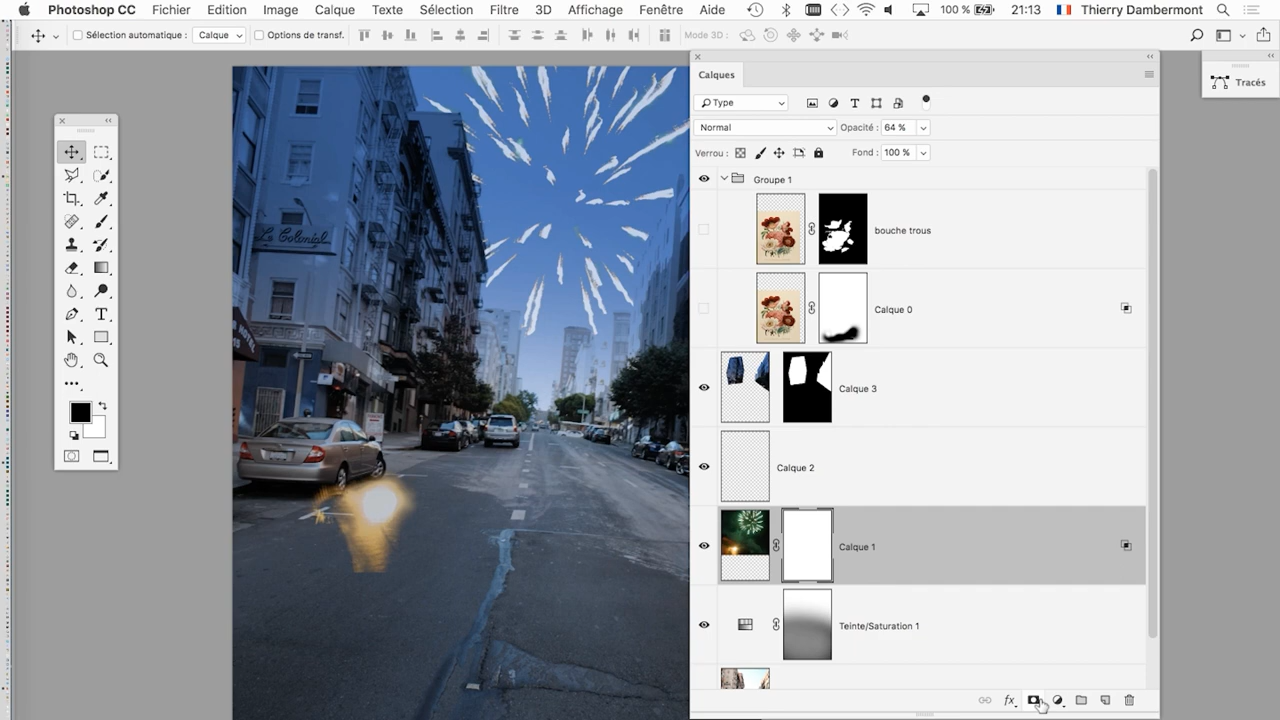 Photoshop CC Fichier Edition Image Calque Texte Sélection Filtre 3D Affichage Fenêtre Aide 100 % 21:13 Thierry Dambermont
Sélection automatique : Calque Options de transf. Mode 3D :
Calques
Tracés
Type
Normal Opacité : 64 %
Verrou : Fond : 100 %
Groupe 1
bouche trous
Calque 0
Calque 3
Calque 2
Calque 1
Teinte/Saturation 1
fx
Le Colonial